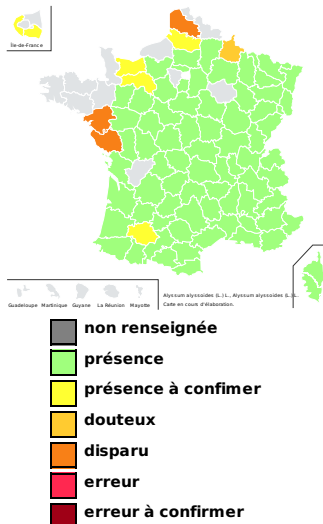 Île-de-France
Guadeloupe Martinique Guyane La Réunion Mayotte
Alyssum alyssoides (L.) L., Alyssum alyssoides (L.) L.
Carte en cours d'élaboration.
non renseignée
présence
présence à confimer
douteux
disparu
erreur
erreur à confirmer